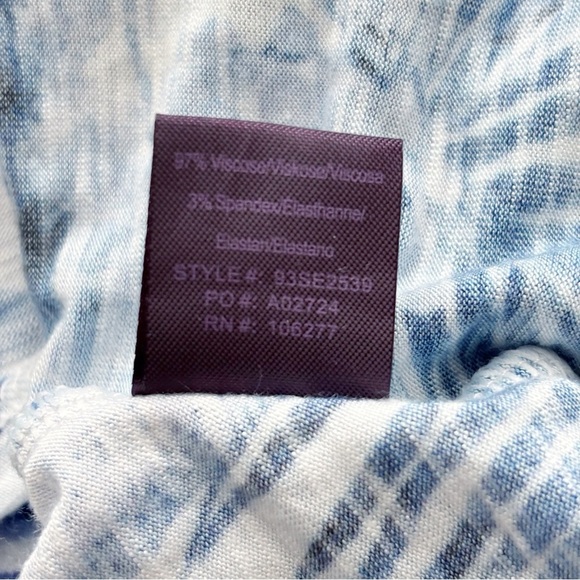 97% Viscose/Viskose/Viscosa
3% Spandex/Elasthanne/
Elastan/Elastano
STYLE #: 93SE2539
PO #: A02724
RN #: 106277